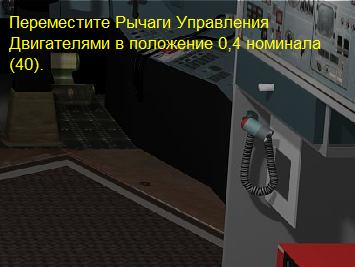 Переместите Рычаги Управления
Двигателями в положение 0,4 номинала
(40).